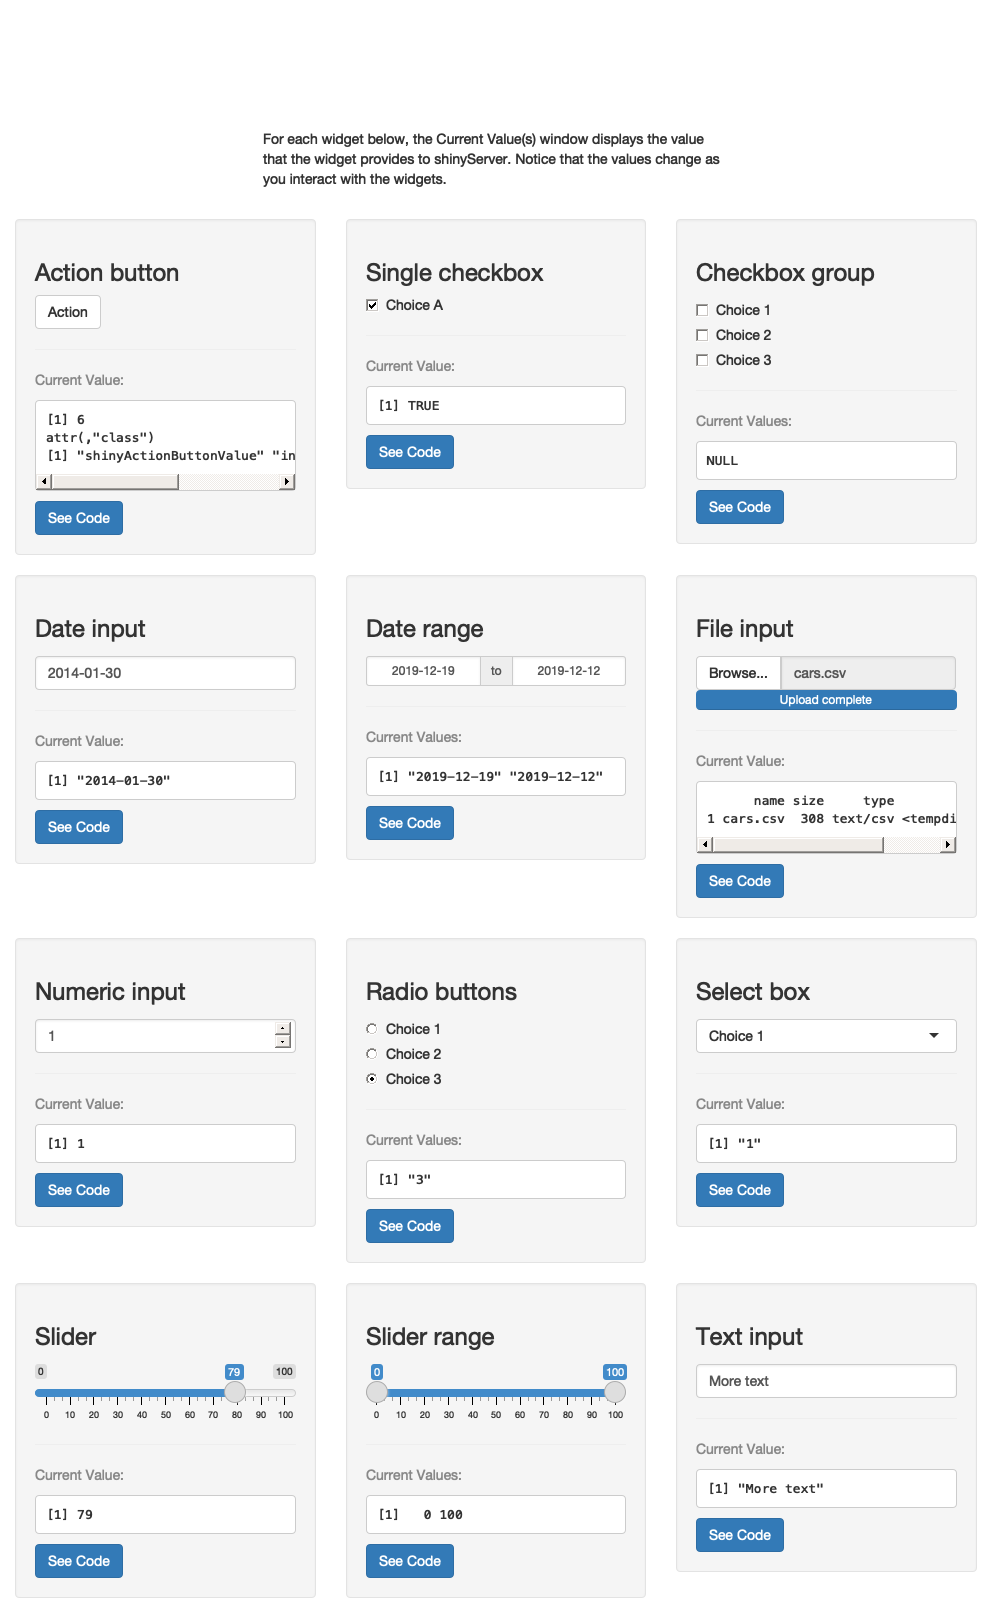 For each widget below, the Current Value(s) window displays the value
that the widget provides to shinyServer. Notice that the values change as
you interact with the widgets.
Action button
Action
Current Value:
[1] 6
attr(,"class")
[1] "shinyActionButtonValue" "in
See Code
Single checkbox
Choice A
Current Value:
[1] TRUE
See Code
Checkbox group
Choice 1
Choice 2
Choice 3
Current Values:
NULL
See Code
Date input
2014-01-30
Current Value:
[1] "2014-01-30"
See Code
Date range
2019-12-19 to 2019-12-12
Current Values:
[1] "2019-12-19" "2019-12-12"
See Code
File input
Browse... cars.csv
Upload complete
Current Value:
name size type
1 cars.csv 308 text/csv <tempdi
See Code
Numeric input
1
Current Value:
[1] 1
See Code
Radio buttons
Choice 1
Choice 2
Choice 3
Current Values:
[1] "3"
See Code
Select box
Choice 1
Current Value:
[1] "1"
See Code
Slider
0 79 100
0 10 20 30 40 50 60 70 80 90 100
Current Value:
[1] 79
See Code
Slider range
0 100
0 10 20 30 40 50 60 70 80 90 100
Current Values:
[1] 0 100
See Code
Text input
More text
Current Value:
[1] "More text"
See Code